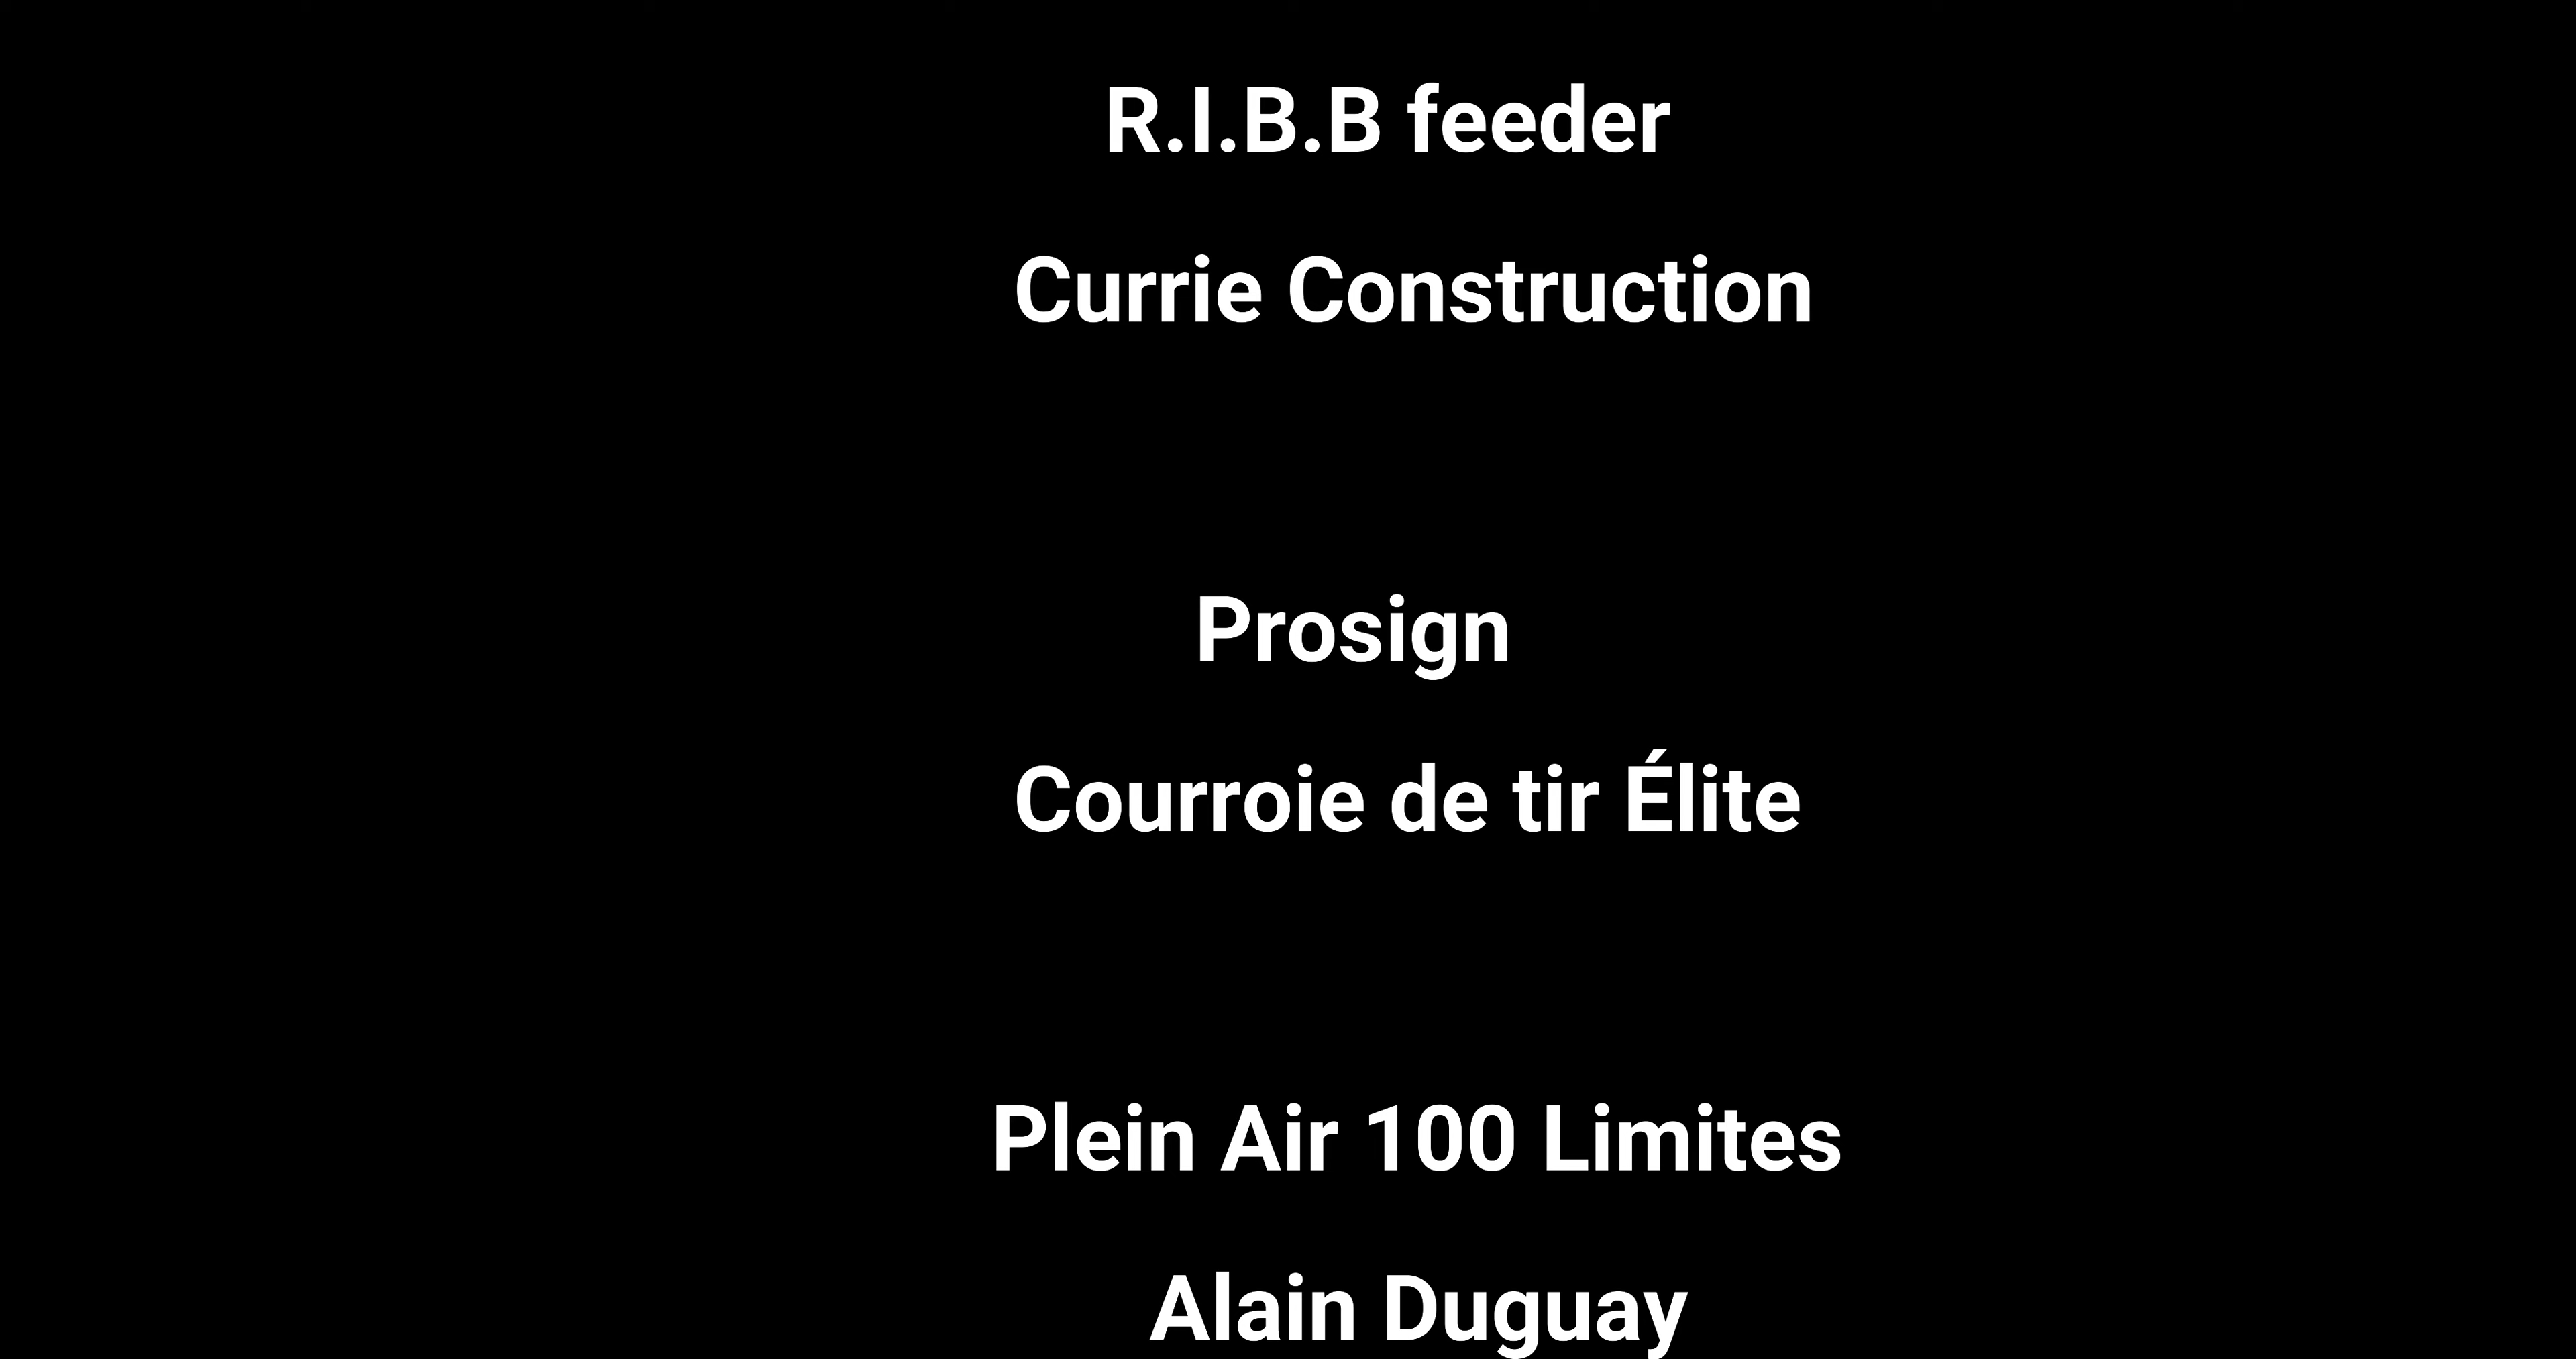 R.I.B.B feeder
Currie Construction
Prosign
Courroie de tir Élite
Plein Air 100 Limites
Alain Duguay